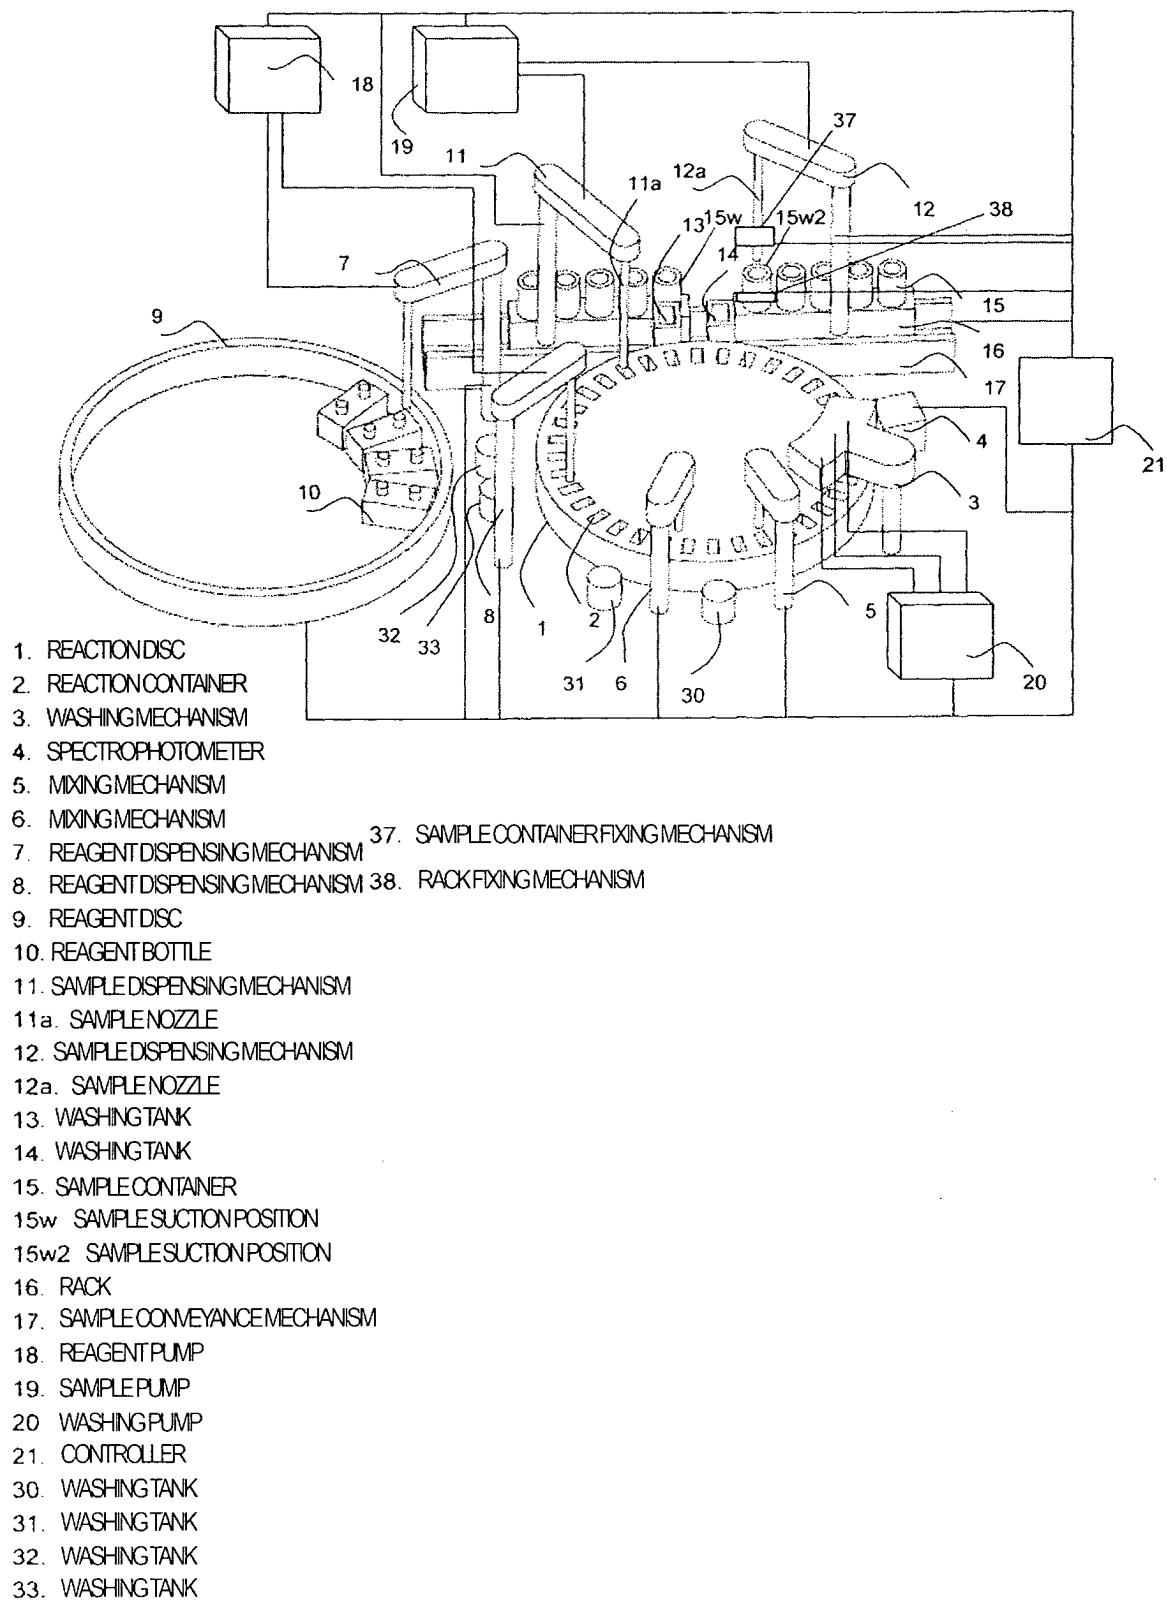 18
19
37
11
12a
11a
12
38
13
15w
15w2
14
7
15
9
16
17
4
21
3
10
32
33
8
1
2
5
31
6
30
20
1. REACTION DISC
2. REACTION CONTAINER
3. WASHING MECHANISM
4. SPECTROPHOTOMETER
5. MIXING MECHANISM
6. MIXING MECHANISM
7. REAGENT DISPENSING MECHANISM
8. REAGENT DISPENSING MECHANISM
9. REAGENT DISC
10. REAGENT BOTTLE
11. SAMPLE DISPENSING MECHANISM
11a. SAMPLE NOZZLE
12. SAMPLE DISPENSING MECHANISM
12a. SAMPLE NOZZLE
13. WASHING TANK
14. WASHING TANK
15. SAMPLE CONTAINER
15w SAMPLE SUCTION POSITION
15w2 SAMPLE SUCTION POSITION
16. RACK
17. SAMPLE CONVEYANCE MECHANISM
18. REAGENT PUMP
19. SAMPLE PUMP
20 WASHING PUMP
21. CONTROLLER
30. WASHING TANK
31. WASHING TANK
32. WASHING TANK
33. WASHING TANK
37. SAMPLE CONTAINER FIXING MECHANISM
38. RACK FIXING MECHANISM